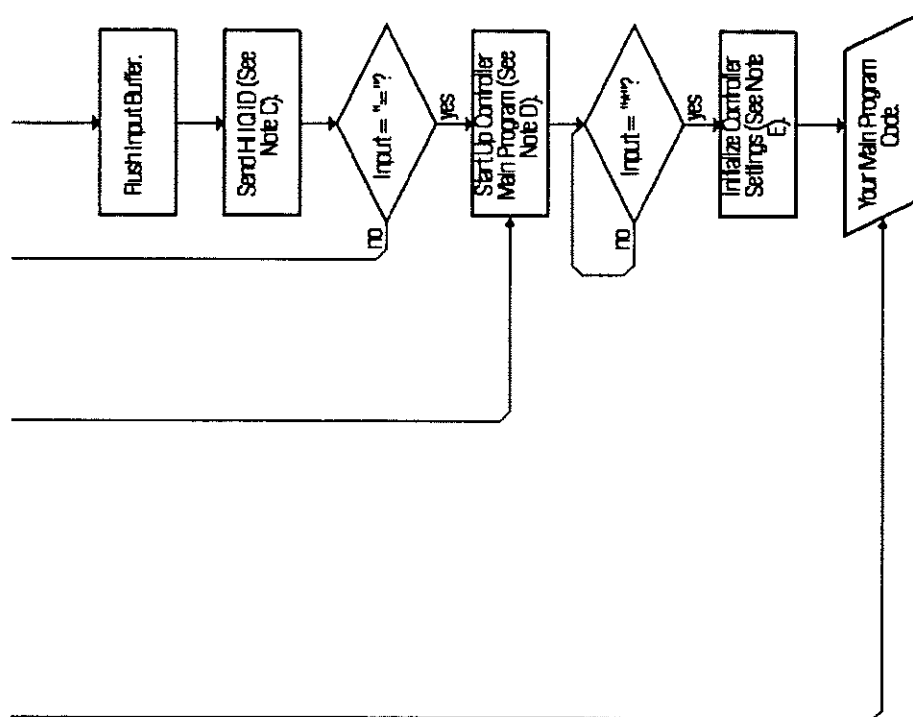 Flush Input Buffer.
Send HIQID (See
Note C).
Input = "="?
yes
no
Start Up Controller
Main Program (See
Note D).
Input = "*"?
yes
no
Initialize Controller
Settings (See Note
E).
Your Main Program
Code.